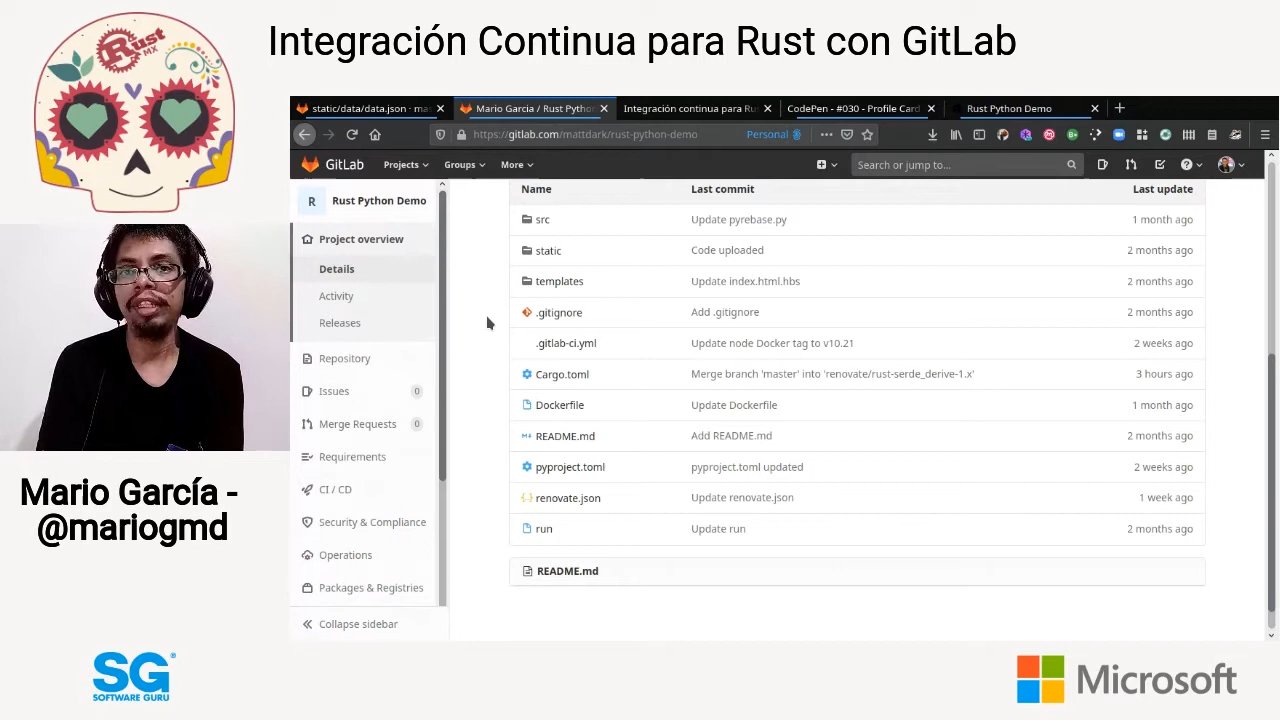 Rust MX
Integración Continua para Rust con GitLab
static/data/data.json · mas
Mario Garcia / Rust Python
Integración continua para Ru
CodePen - #030 - Profile Card
Rust Python Demo
https://gitlab.com/mattdark/rust-python-demo
Personal
GitLab
Projects
Groups
More
Search or jump to...
R
Rust Python Demo
Project overview
Details
Activity
Releases
Repository
Issues 0
Merge Requests 0
Requirements
CI / CD
Security & Compliance
Operations
Packages & Registries
Collapse sidebar
Name Last commit Last update
src Update pyrebase.py 1 month ago
static Code uploaded 2 months ago
templates Update index.html.hbs 2 months ago
.gitignore Add .gitignore 2 months ago
.gitlab-ci.yml Update node Docker tag to v10.21 2 weeks ago
Cargo.toml Merge branch 'master' into 'renovate/rust-serde_derive-1.x' 3 hours ago
Dockerfile Update Dockerfile 1 month ago
README.md Add README.md 2 months ago
pyproject.toml pyproject.toml updated 2 weeks ago
renovate.json Update renovate.json 1 week ago
run Update run 2 months ago
README.md
Mario García -
@mariogmd
SG
SOFTWARE GURU
Microsoft